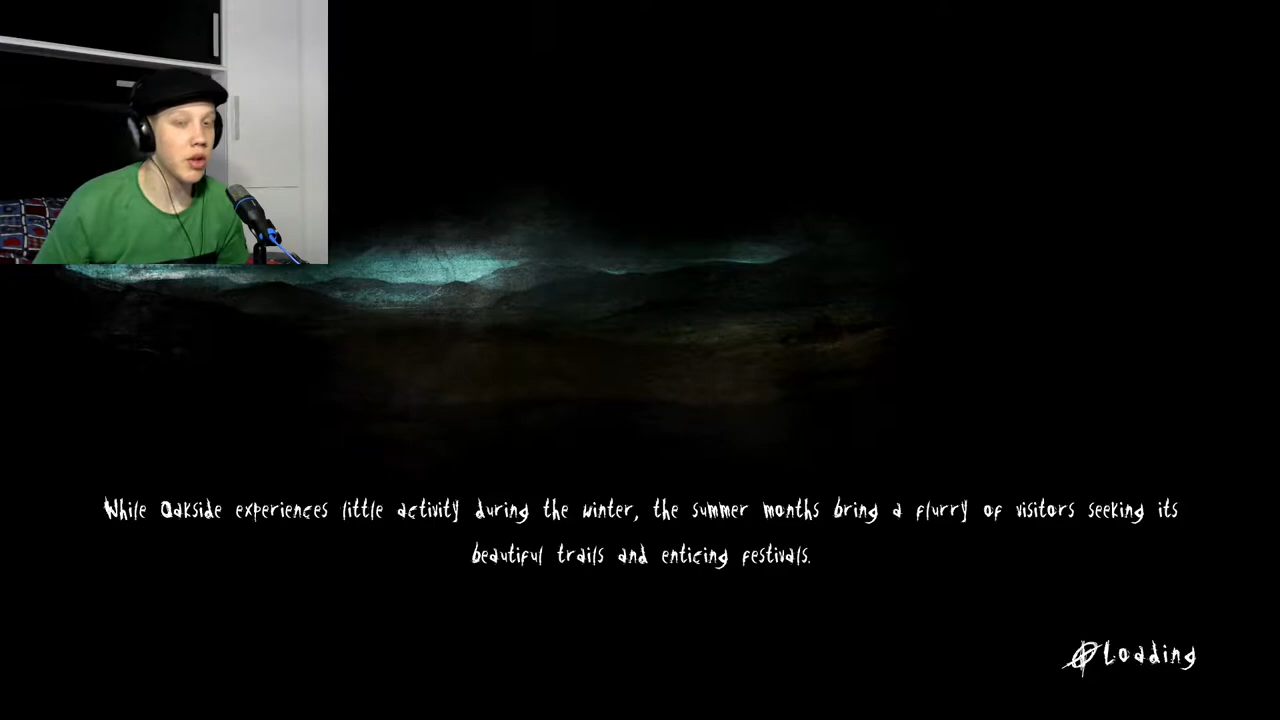 While Oakside experiences little activity during the winter, the summer months bring a flurry of visitors seeking its
beautiful trails and enticing festivals.
Loading